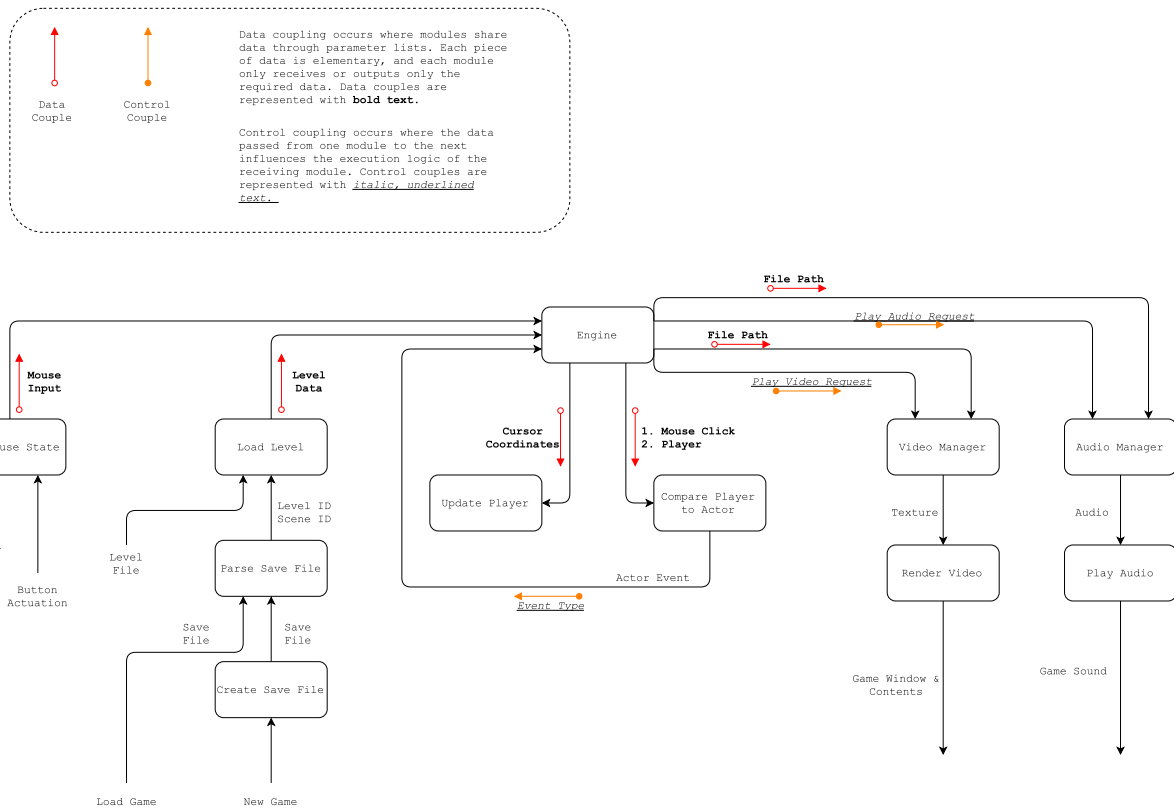 Data coupling occurs where modules share
data through parameter lists. Each piece
of data is elementary, and each module
only receives or outputs only the
required data. Data couples are
represented with bold text.
Data
Couple
Control
Couple
Control coupling occurs where the data
passed from one module to the next
influences the execution logic of the
receiving module. Control couples are
represented with italic, underlined
text.
File Path
Play Audio Request
Engine
File Path
Mouse
Input
Level
Data
Play Video Request
Cursor
Coordinates
1. Mouse Click
2. Player
use State
Load Level
Video Manager
Audio Manager
Update Player
Compare Player
to Actor
Level ID
Scene ID
Texture
Audio
Level
File
Parse Save File
Actor Event
Render Video
Play Audio
Button
Actuation
Event Type
Save
File
Save
File
Create Save File
Game Window &
Contents
Game Sound
Load Game
New Game